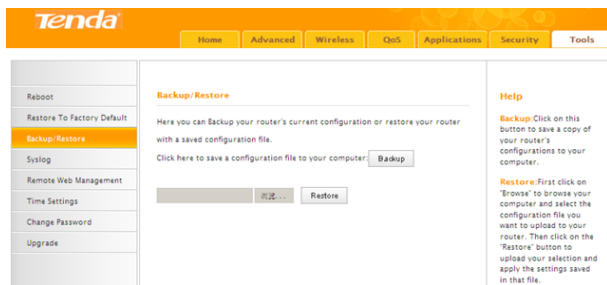 Tenda
Home Advanced Wireless QoS Applications Security Tools
Reboot
Restore To Factory Default
Backup/Restore
Syslog
Remote Web Management
Time Settings
Change Password
Upgrade
Backup/Restore
Here you can Backup your router's current configuration or restore your router
with a saved configuration file.
Click here to save a configuration file to your computer: Backup
浏览... Restore
Help
Backup:Click on this
button to save a copy of
your router's
configurations to your
computer.
Restore:First click on
"Browse" to browse your
computer and select the
configuration file you
want to upload to your
router. Then click on the
"Restore" button to
upload your selection and
apply the settings saved
in that file.